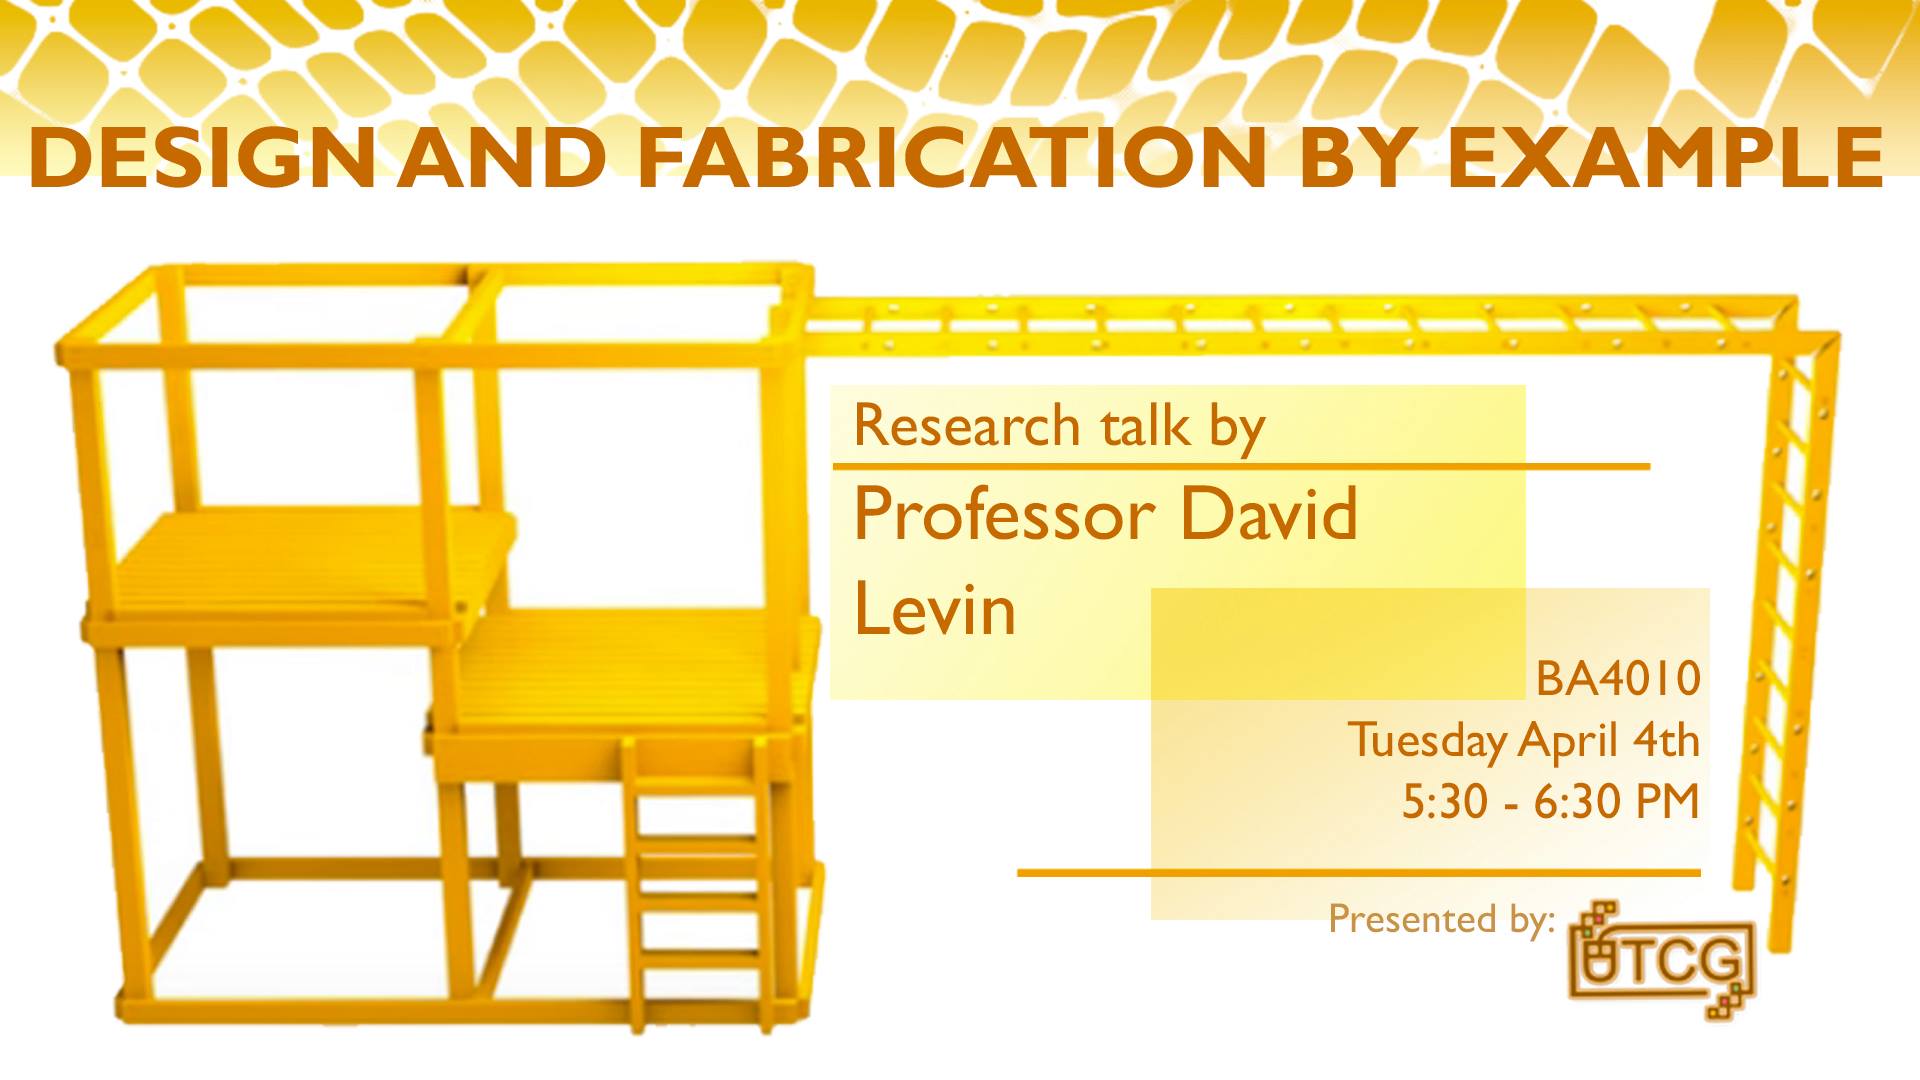 DESIGN AND FABRICATION BY EXAMPLE
Research talk by
Professor David
Levin
BA4010
Tuesday April 4th
5:30 - 6:30 PM
Presented by:
UTCG